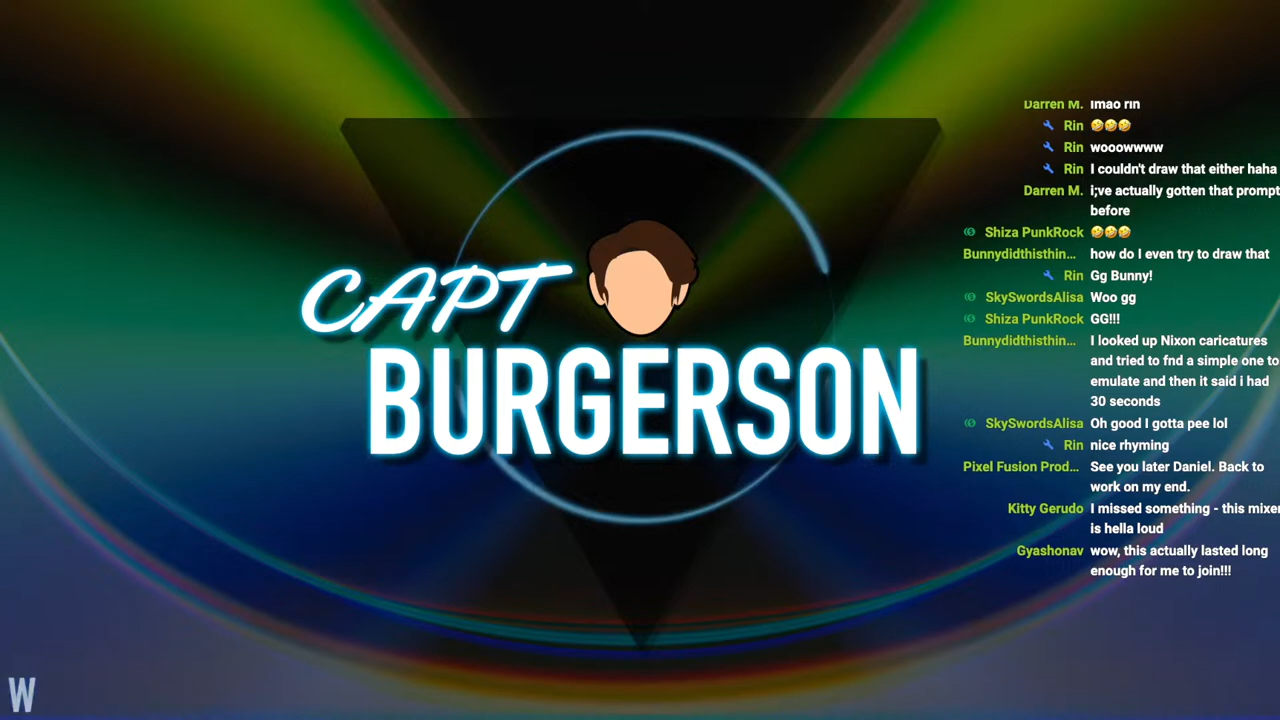 CAPT
BURGERSON
Darren M. lmao rin
Rin 🤣🤣🤣
Rin wooowwww
Rin I couldn't draw that either haha
Darren M. i;ve actually gotten that prompt
before
Shiza PunkRock 🤣🤣🤣
Bunnydidthisthin... how do I even try to draw that
Rin Gg Bunny!
SkySwordsAlisa Woo gg
Shiza PunkRock GG!!!
Bunnydidthisthin... I looked up Nixon caricatures
and tried to fnd a simple one to
emulate and then it said i had
30 seconds
SkySwordsAlisa Oh good I gotta pee lol
Rin nice rhyming
Pixel Fusion Prod... See you later Daniel. Back to
work on my end.
Kitty Gerudo I missed something - this mixer
is hella loud
Gyashonav wow, this actually lasted long
enough for me to join!!!
W